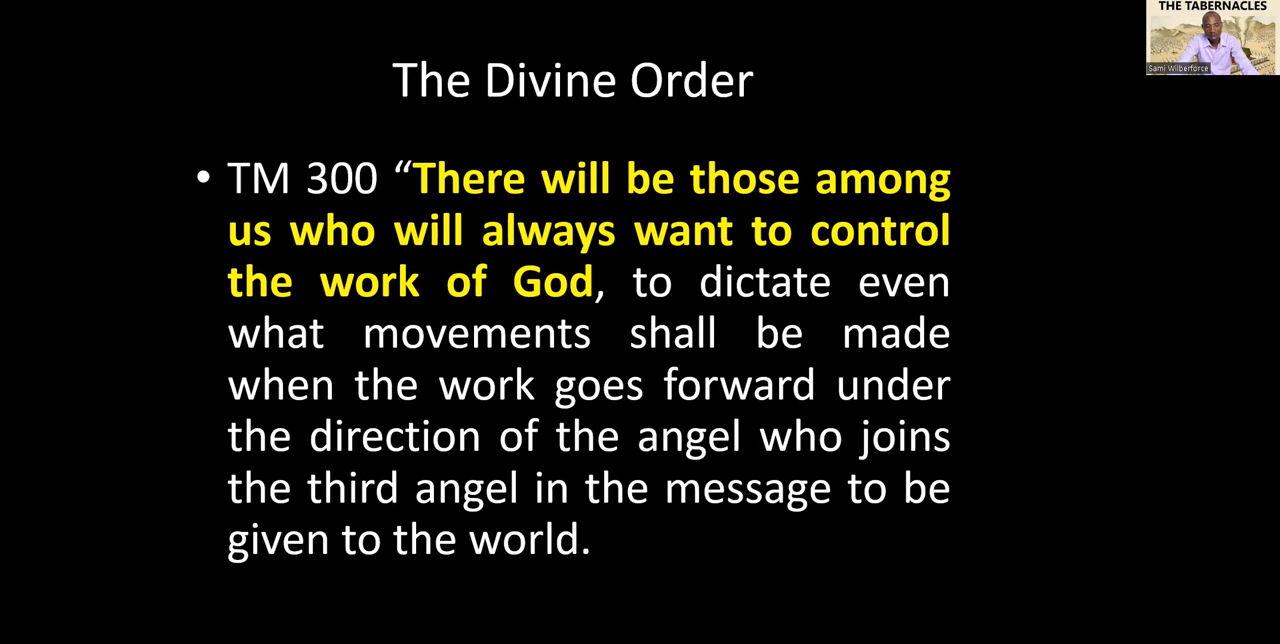 THE TABERNACLES
Sami Wilberforce
The Divine Order
• TM 300 “There will be those among
us who will always want to control
the work of God, to dictate even
what movements shall be made
when the work goes forward under
the direction of the angel who joins
the third angel in the message to be
given to the world.